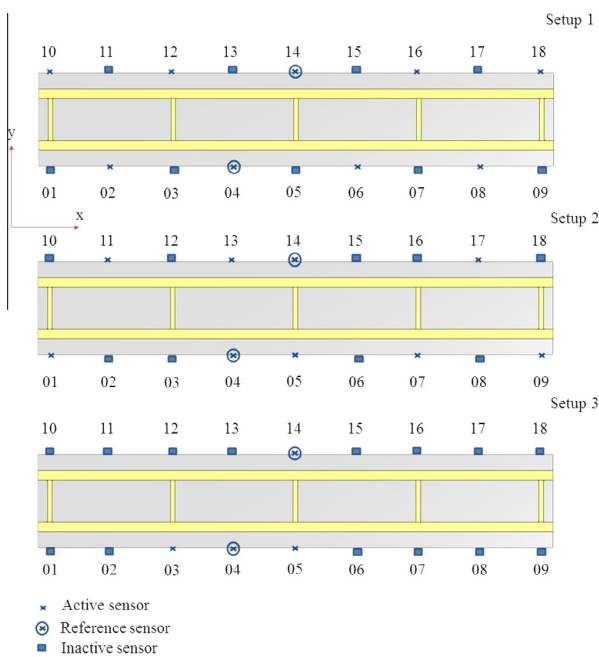 Setup 1
10 11 12 13 14 15 16 17 18
y
01 02 03 04 05 06 07 08 09
x
Setup 2
10 11 12 13 14 15 16 17 18
01 02 03 04 05 06 07 08 09
Setup 3
10 11 12 13 14 15 16 17 18
01 02 03 04 05 06 07 08 09
Active sensor
Reference sensor
Inactive sensor